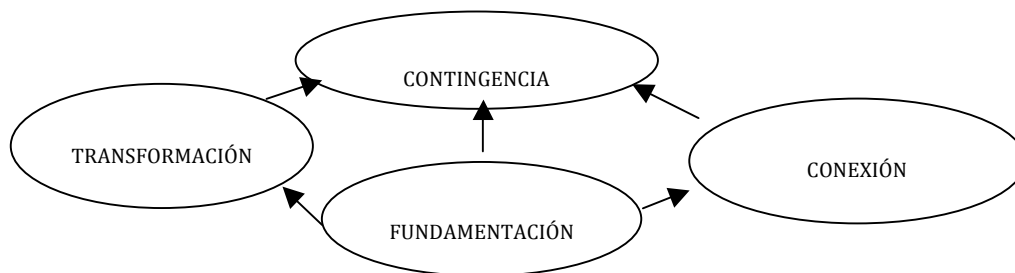 CONTINGENCIA
TRANSFORMACIÓN
CONEXIÓN
FUNDAMENTACIÓN